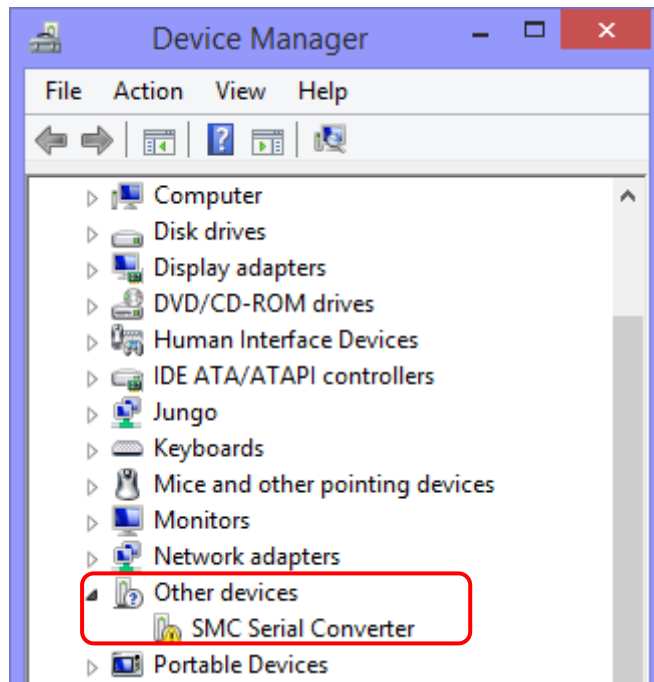 Device Manager
File Action View Help
Computer
Disk drives
Display adapters
DVD/CD-ROM drives
Human Interface Devices
IDE ATA/ATAPI controllers
Jungo
Keyboards
Mice and other pointing devices
Monitors
Network adapters
Other devices
SMC Serial Converter
Portable Devices